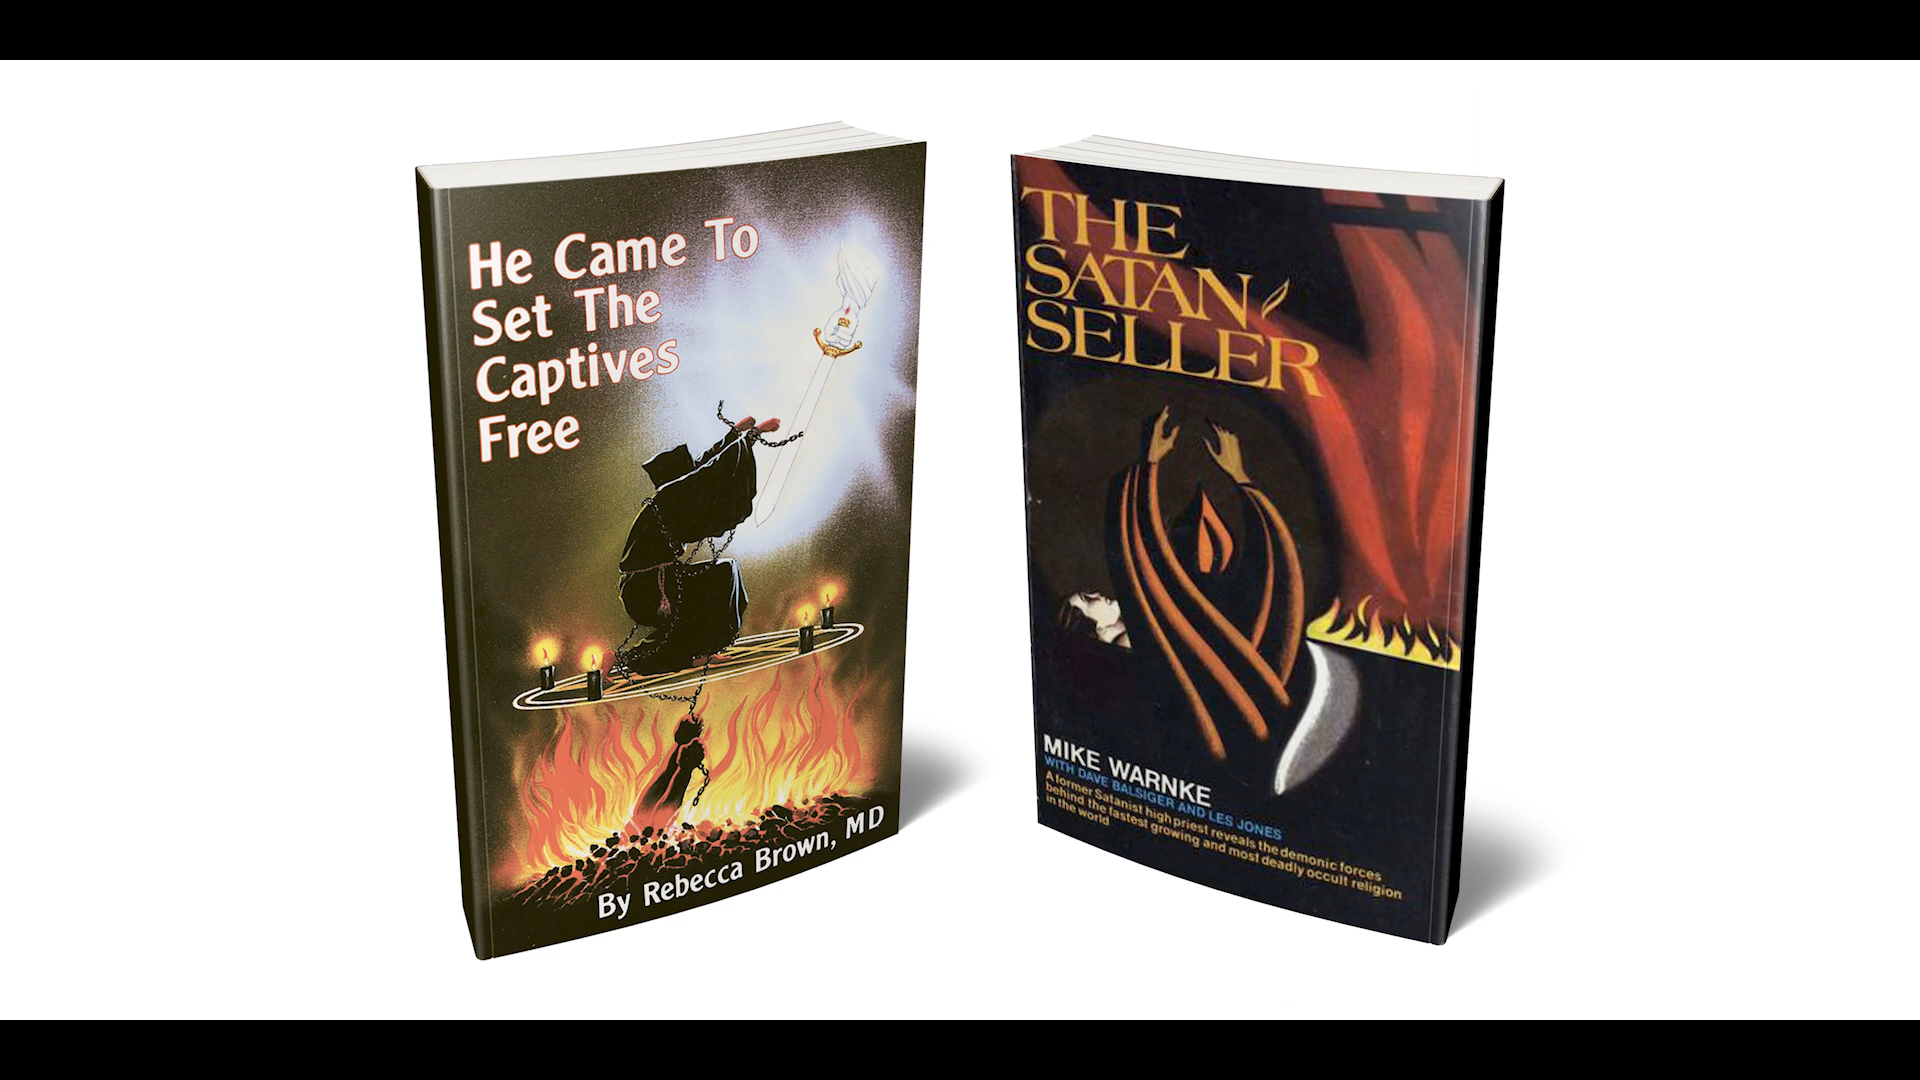 He Came To
Set The
Captives
Free
By Rebecca Brown, MD
THE
SATAN
SELLER
MIKE WARNKE
WITH DAVE BALSIGER AND LES JONES
A former Satanist high priest reveals the demonic forces
behind the fastest growing and most deadly occult religion
in the world